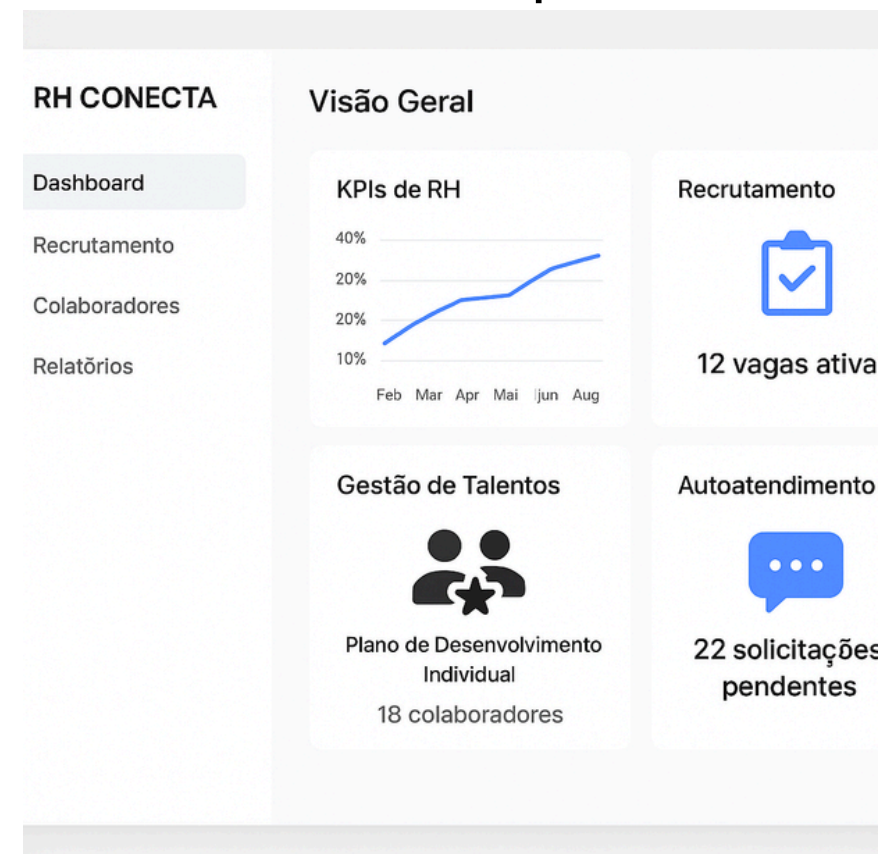 RH CONECTA
Dashboard
Recrutamento
Colaboradores
Relatõrios
Visão Geral
KPIs de RH
40%
20%
20%
10%
Feb Mar Apr Mai jun Aug
Recrutamento
12 vagas ativa
Gestão de Talentos
Plano de Desenvolvimento
Individual
18 colaboradores
Autoatendimento
22 solicitações
pendentes